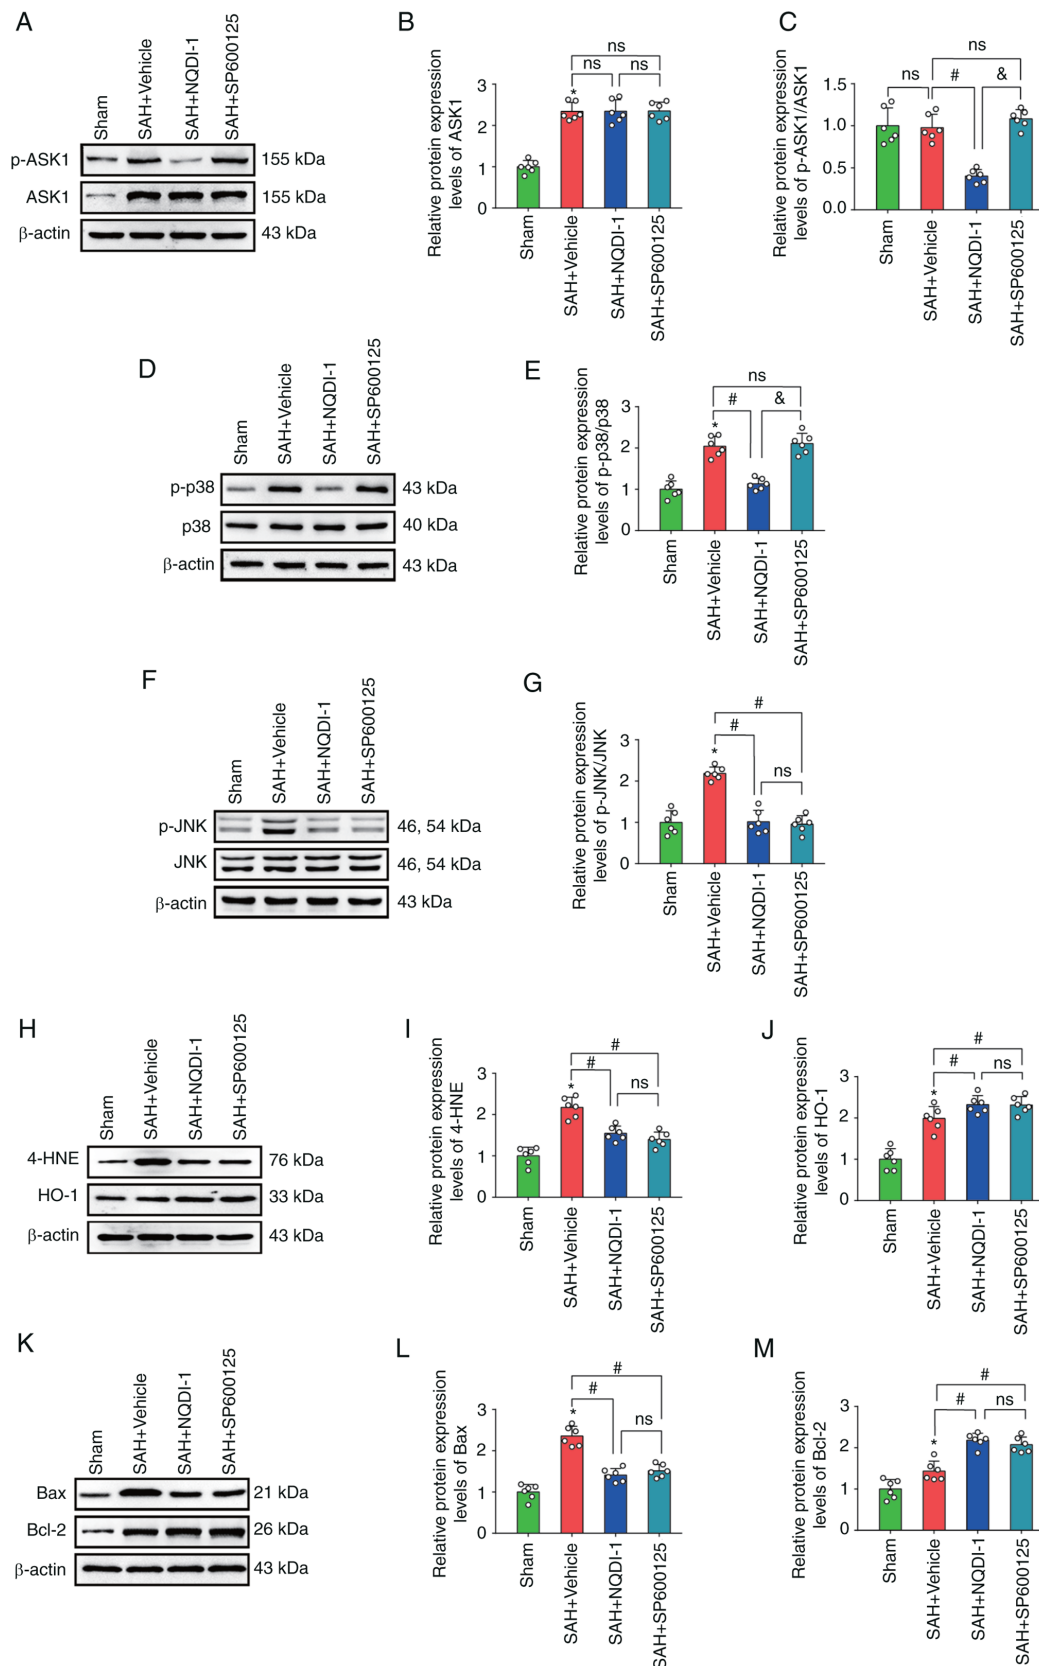 A
Sham
SAH+Vehicle
SAH+NQDI-1
SAH+SP600125
p-ASK1
155 kDa
ASK1
155 kDa
β-actin
43 kDa
B
Relative protein expression
levels of ASK1
3
2
1
0
ns
ns
ns
*
Sham
SAH+Vehicle
SAH+NQDI-1
SAH+SP600125
C
Relative protein expression
levels of p-ASK1/ASK1
1.5
1.0
0.5
0.0
ns
ns
#
&
Sham
SAH+Vehicle
SAH+NQDI-1
SAH+SP600125
D
Sham
SAH+Vehicle
SAH+NQDI-1
SAH+SP600125
p-p38
43 kDa
p38
40 kDa
β-actin
43 kDa
E
Relative protein expression
levels of p-p38/p38
3
2
1
0
ns
#
&
*
Sham
SAH+Vehicle
SAH+NQDI-1
SAH+SP600125
F
Sham
SAH+Vehicle
SAH+NQDI-1
SAH+SP600125
p-JNK
46, 54 kDa
JNK
46, 54 kDa
β-actin
43 kDa
G
Relative protein expression
levels of p-JNK/JNK
3
2
1
0
#
#
*
ns
Sham
SAH+Vehicle
SAH+NQDI-1
SAH+SP600125
H
Sham
SAH+Vehicle
SAH+NQDI-1
SAH+SP600125
4-HNE
76 kDa
HO-1
33 kDa
β-actin
43 kDa
I
Relative protein expression
levels of 4-HNE
3
2
1
0
#
#
*
ns
Sham
SAH+Vehicle
SAH+NQDI-1
SAH+SP600125
J
Relative protein expression
levels of HO-1
3
2
1
0
#
#
ns
*
Sham
SAH+Vehicle
SAH+NQDI-1
SAH+SP600125
K
Sham
SAH+Vehicle
SAH+NQDI-1
SAH+SP600125
Bax
21 kDa
Bcl-2
26 kDa
β-actin
43 kDa
L
Relative protein expression
levels of Bax
3
2
1
0
#
#
*
ns
Sham
SAH+Vehicle
SAH+NQDI-1
SAH+SP600125
M
Relative protein expression
levels of Bcl-2
3
2
1
0
#
#
ns
*
Sham
SAH+Vehicle
SAH+NQDI-1
SAH+SP600125